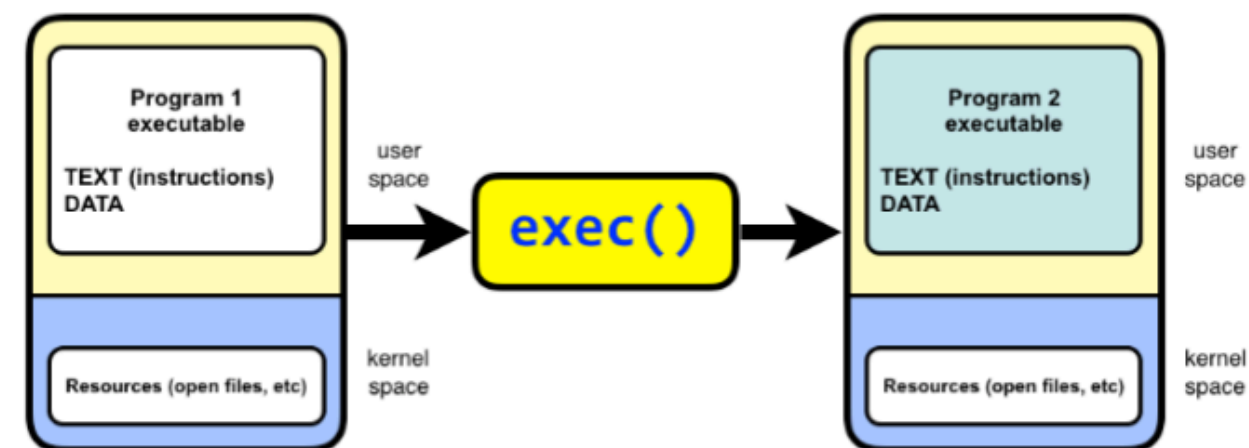 Program 1
executable
TEXT (instructions)
DATA
user
space
Resources (open files, etc)
kernel
space
exec()
Program 2
executable
TEXT (instructions)
DATA
user
space
Resources (open files, etc)
kernel
space